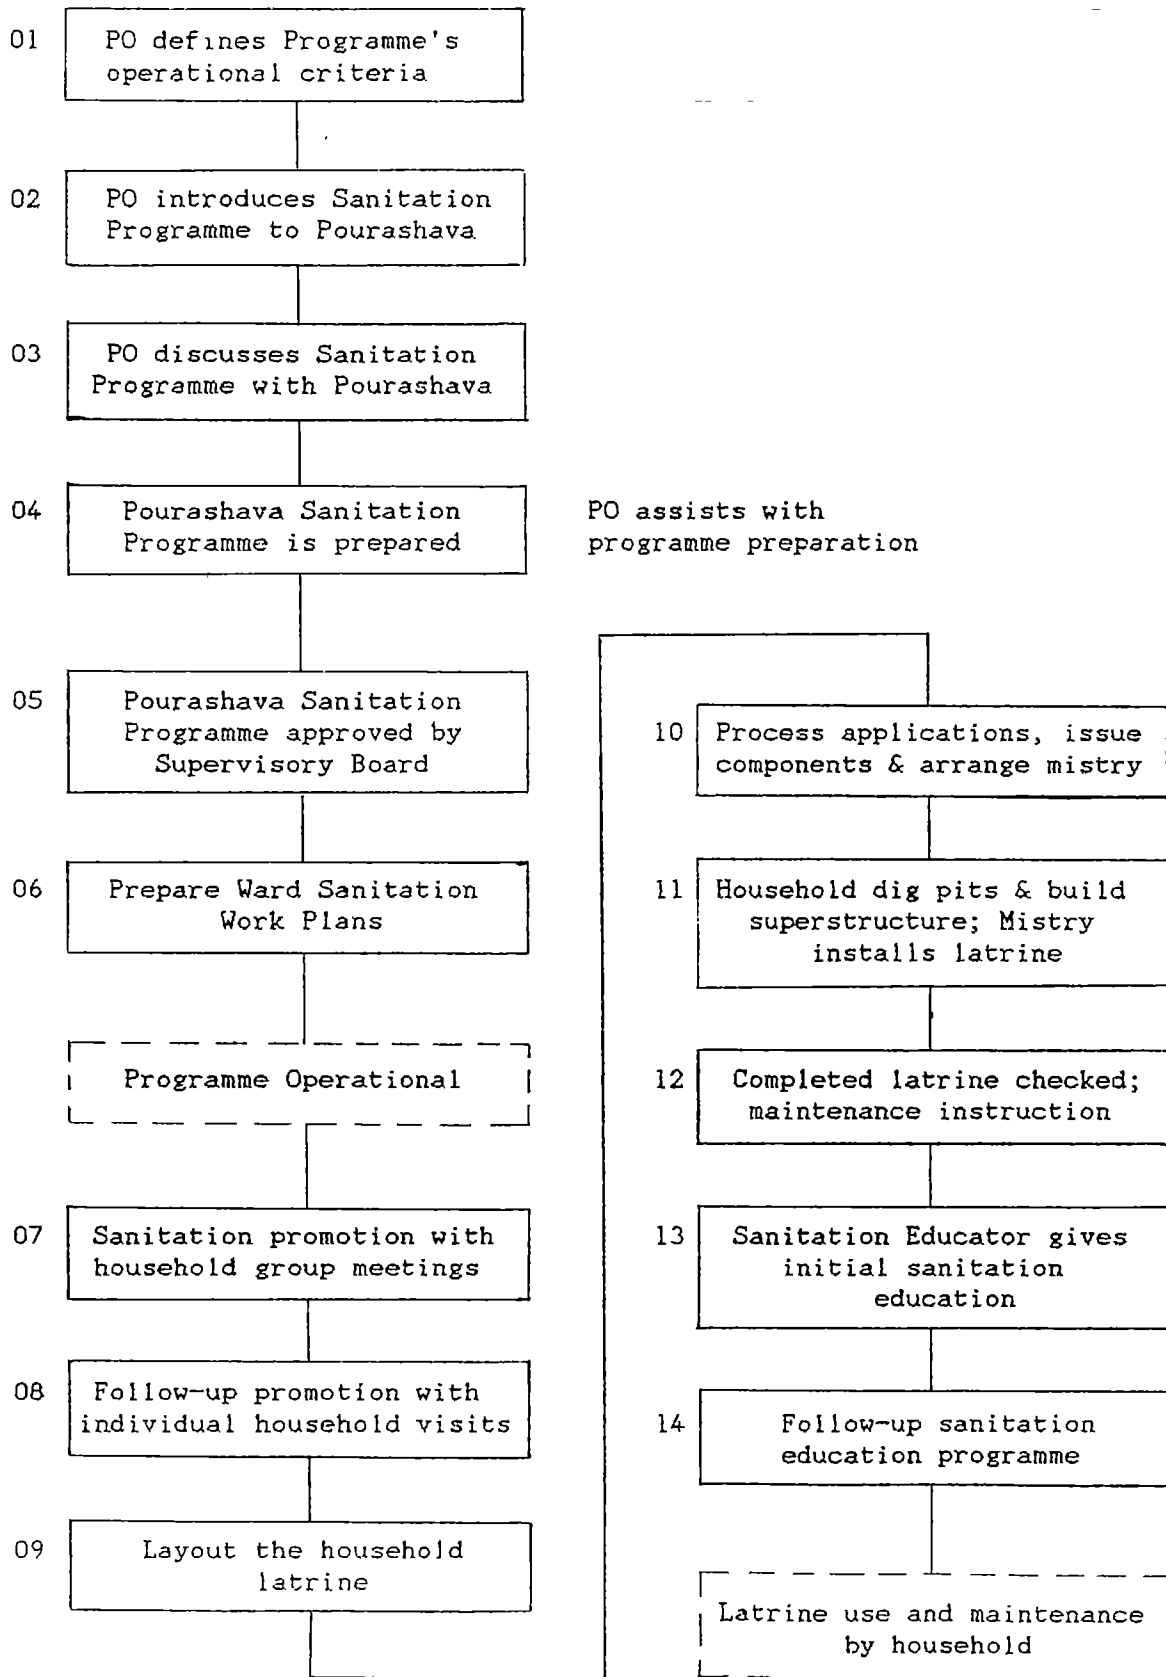 01 PO defines Programme's
operational criteria
02 PO introduces Sanitation
Programme to Pourashava
03 PO discusses Sanitation
Programme with Pourashava
04 Pourashava Sanitation
Programme is prepared
PO assists with
programme preparation
05 Pourashava Sanitation
Programme approved by
Supervisory Board
06 Prepare Ward Sanitation
Work Plans
Programme Operational
07 Sanitation promotion with
household group meetings
08 Follow-up promotion with
individual household visits
09 Layout the household
latrine
10 Process applications, issue
components & arrange mistry
11 Household dig pits & build
superstructure; Mistry
installs latrine
12 Completed latrine checked;
maintenance instruction
13 Sanitation Educator gives
initial sanitation
education
14 Follow-up sanitation
education programme
Latrine use and maintenance
by household